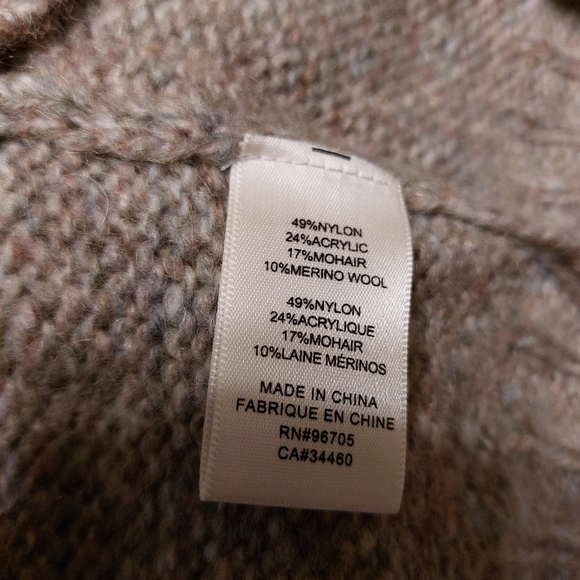 49%NYLON
24%ACRYLIC
17%MOHAIR
10%MERINO WOOL
49%NYLON
24%ACRYLIQUE
17%MOHAIR
10%LAINE MÉRINOS
MADE IN CHINA
FABRIQUE EN CHINE
RN#96705
CA#34460